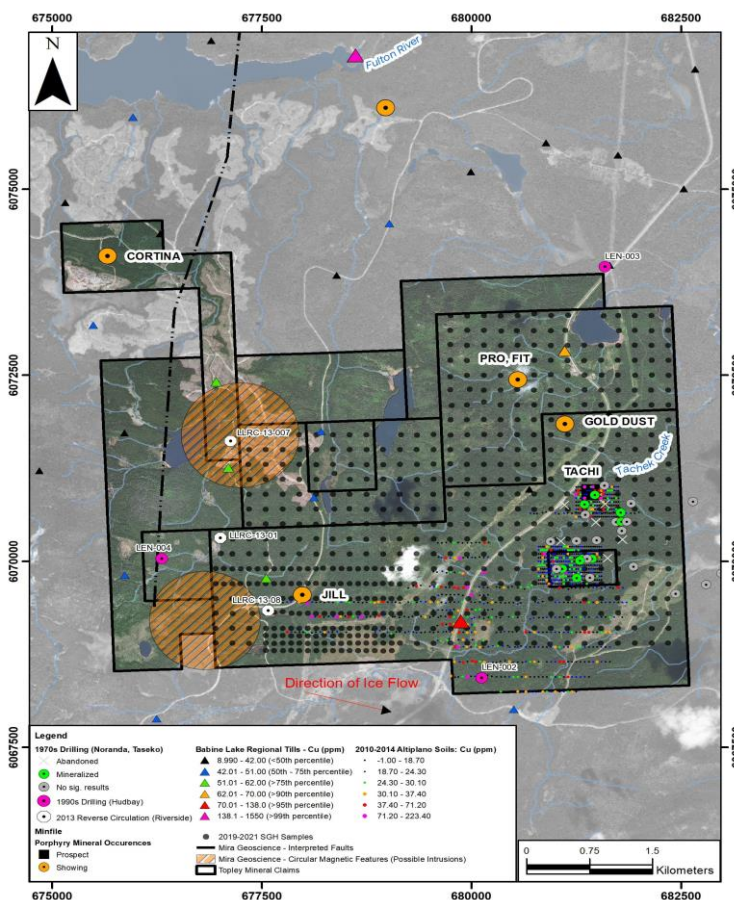 675000 677500 680000 682500
N
Fulton River
6075000 6075000
LEN-003
CORTINA
6072500 6072500
PRO, FIT
GOLD DUST
LLRC-13-007
TACHI
Tachek Creek
LLRC-13-01
6070000 6070000
LEN-004
LLRC-13-08
JILL
LEN-002
Direction of Ice Flow
6067500 6067500
Legend
1970s Drilling (Noranda, Taseko)
Abandoned
Mineralized
No sig. results
1990s Drilling (Hudbay)
2013 Reverse Circulation (Riverside)
Minfile
Porphyry Mineral Occurences
Prospect
Showing
Babine Lake Regional Tills - Cu (ppm)
8.990 - 42.00 (<50th percentile)
42.01 - 51.00 (50th - 75th percentile)
51.01 - 62.00 (>75th percentile)
62.01 - 70.00 (>90th percentile)
70.01 - 138.0 (>95th percentile)
138.1 - 1550 (>99th percentile)
2010-2014 Altiplano Soils: Cu (ppm)
-1.00 - 18.70
18.70 - 24.30
30.10 - 37.40
37.40 - 71.20
71.20 - 223.40
2019-2021 SGH Samples
Mira Geoscience - Interpreted Faults
Mira Geoscience - Circular Magnetic Features (Possible Intrusions)
Topley Mineral Claims
0 0.75 1.5
Kilometers
675000 677500 680000 682500